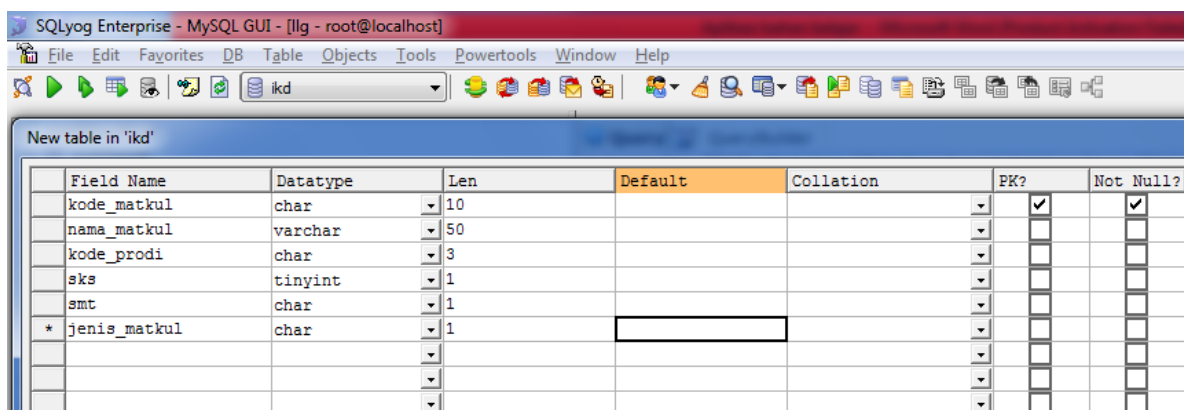 SQLyog Enterprise - MySQL GUI - [llg - root@localhost]
File Edit Favorites DB Table Objects Tools Powertools Window Help
ikd
New table in 'ikd'
Field Name Datatype Len Default Collation PK? Not Null?
kode_matkul char 10
nama_matkul varchar 50
kode_prodi char 3
sks tinyint 1
smt char 1
* jenis_matkul char 1